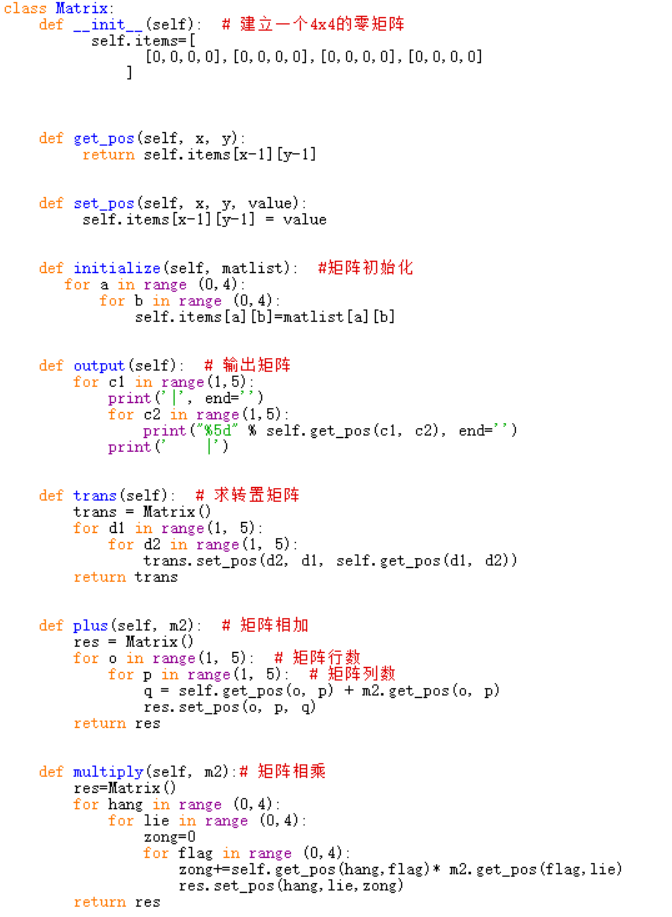 class Matrix:
    def __init__(self):  # 建立一个4x4的零矩阵
          self.items=[
                [0,0,0,0],[0,0,0,0],[0,0,0,0],[0,0,0,0]
              ]
    def get_pos(self, x, y):
         return self.items[x-1][y-1]
    def set_pos(self, x, y, value):
         self.items[x-1][y-1] = value
    def initialize(self, matlist):  #矩阵初始化
       for a in range (0,4):
           for b in range (0,4):
               self.items[a][b]=matlist[a][b]
    def output(self):  # 输出矩阵
        for c1 in range(1,5):
            print('|', end='')
            for c2 in range(1,5):
                print("%5d" % self.get_pos(c1, c2), end='')
            print('    |')
    def trans(self):  # 求转置矩阵
        trans = Matrix()
        for d1 in range(1, 5):
            for d2 in range(1, 5):
                trans.set_pos(d2, d1, self.get_pos(d1, d2))
        return trans
    def plus(self, m2):  # 矩阵相加
        res = Matrix()
        for o in range(1, 5):  # 矩阵行数
            for p in range(1, 5):  # 矩阵列数
                q = self.get_pos(o, p) + m2.get_pos(o, p)
                res.set_pos(o, p, q)
        return res
    def multiply(self, m2):# 矩阵相乘
        res=Matrix()
        for hang in range (0,4):
            for lie in range (0,4):
                zong=0
                for flag in range (0,4):
                    zong+=self.get_pos(hang,flag)* m2.get_pos(flag,lie)
                    res.set_pos(hang,lie,zong)
        return res